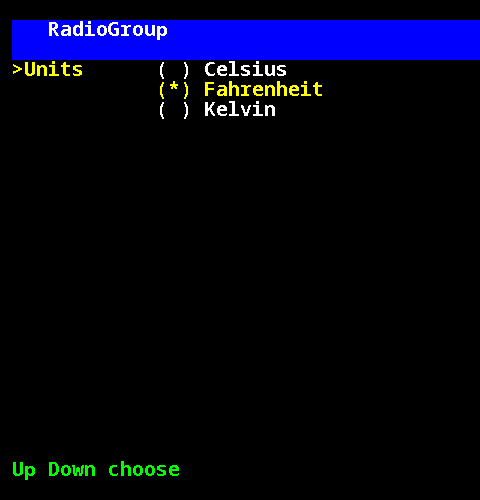 RadioGroup
>Units      ( ) Celsius
            (*) Fahrenheit
            ( ) Kelvin
Up Down choose